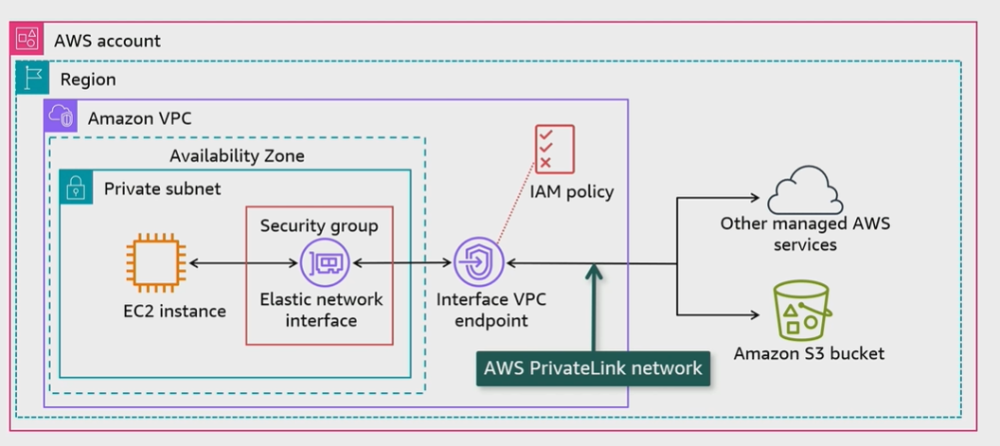 AWS account
Region
Amazon VPC
Availability Zone
Private subnet
IAM policy
Security group
Other managed AWS
services
EC2 instance
Elastic network
interface
Interface VPC
endpoint
AWS PrivateLink network
Amazon S3 bucket